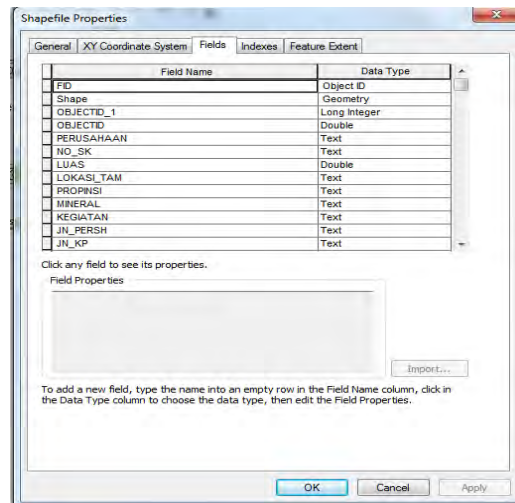 Shapefile Properties
General XY Coordinate System Fields Indexes Feature Extent
Field Name Data Type
FID Object ID
Shape Geometry
OBJECTID_1 Long Integer
OBJECTID Double
PERUSAHAAN Text
NO_SK Text
LUAS Double
LOKASI_TAM Text
PROPINSI Text
MINERAL Text
KEGIATAN Text
JN_PERSH Text
JN_KP Text
Click any field to see its properties.
Field Properties
Import...
To add a new field, type the name into an empty row in the Field Name column, click in
the Data Type column to choose the data type, then edit the Field Properties.
OK Cancel Apply